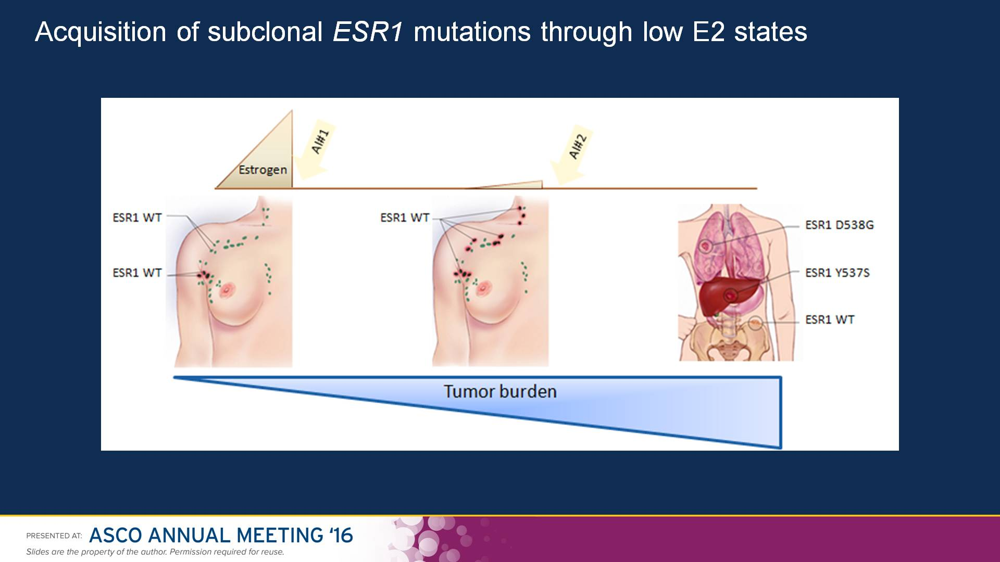 Acquisition of subclonal ESR1 mutations through low E2 states
AI#1
AI#2
Estrogen
ESR1 WT
ESR1 WT
ESR1 WT
ESR1 D538G
ESR1 Y537S
ESR1 WT
Tumor burden
PRESENTED AT: ASCO ANNUAL MEETING ‘16
Slides are the property of the author. Permission required for reuse.